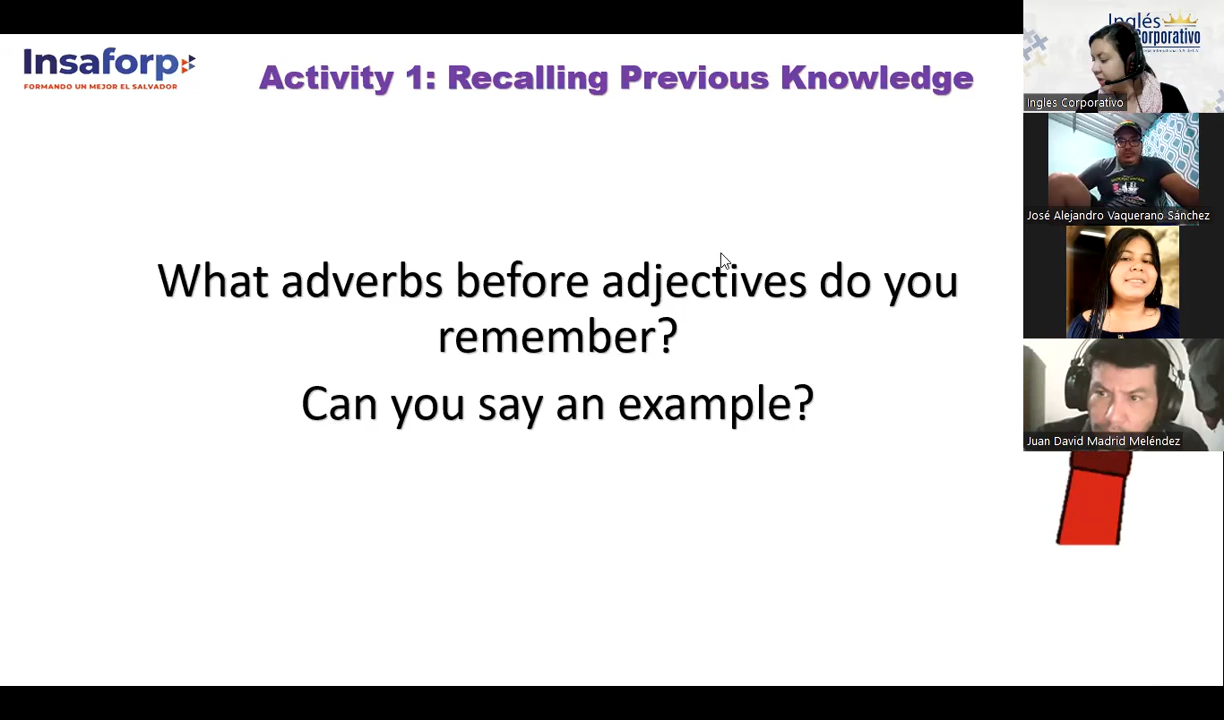 Insaforp
FORMANDO UN MEJOR EL SALVADOR
Activity 1: Recalling Previous Knowledge
What adverbs before adjectives do you
remember?
Can you say an example?
Inglés
Corporativo
Ingles Corporativo
José Alejandro Vaquerano Sánchez
Juan David Madrid Meléndez